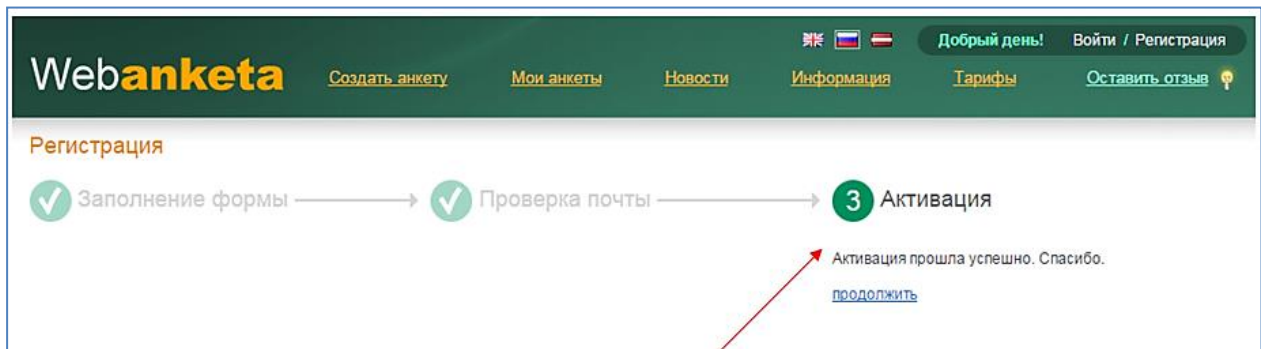 Добрый день! Войти / Регистрация
Webanketa Создать анкету Мои анкеты Новости Информация Тарифы Оставить отзыв
Регистрация
Заполнение формы Проверка почты 3 Активация
Активация прошла успешно. Спасибо.
продолжить